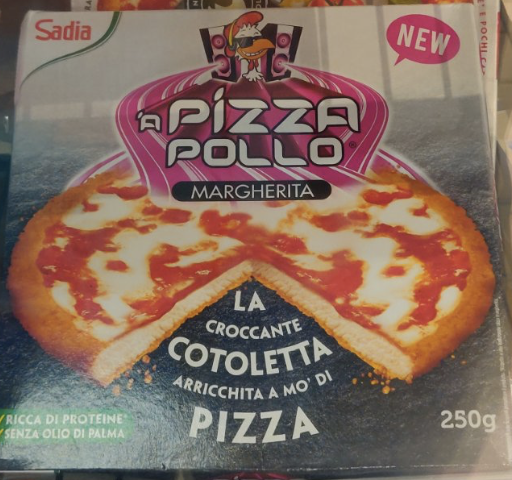 Sadia
NEW
'A PiZZA
POLLO®
MARGHERITA
LA
CROCCANTE
COTOLETTA
ARRICCHITA A MO' DI
PIZZA
RICCA DI PROTEINE*
SENZA OLIO DI PALMA
250g